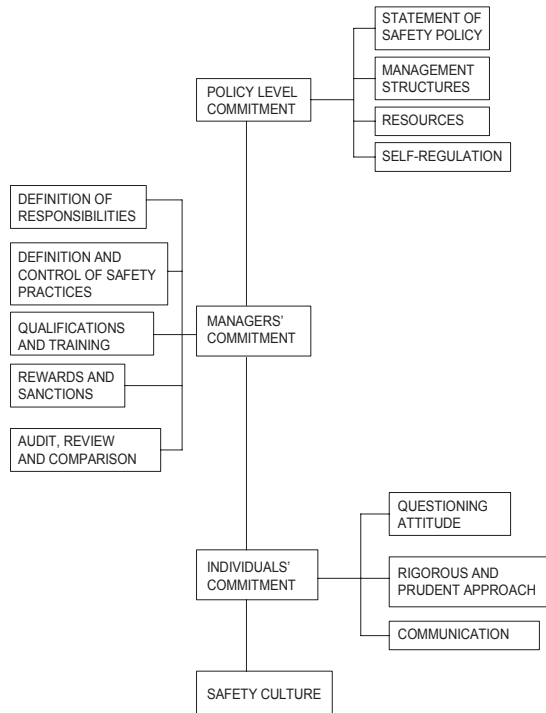 STATEMENT OF
SAFETY POLICY
MANAGEMENT
STRUCTURES
POLICY LEVEL
COMMITMENT
RESOURCES
SELF-REGULATION
DEFINITION OF
RESPONSIBILITIES
DEFINITION AND
CONTROL OF SAFETY
PRACTICES
QUALIFICATIONS
AND TRAINING
MANAGERS’
COMMITMENT
REWARDS AND
SANCTIONS
AUDIT, REVIEW
AND COMPARISON
QUESTIONING
ATTITUDE
INDIVIDUALS’
COMMITMENT
RIGOROUS AND
PRUDENT APPROACH
COMMUNICATION
SAFETY CULTURE